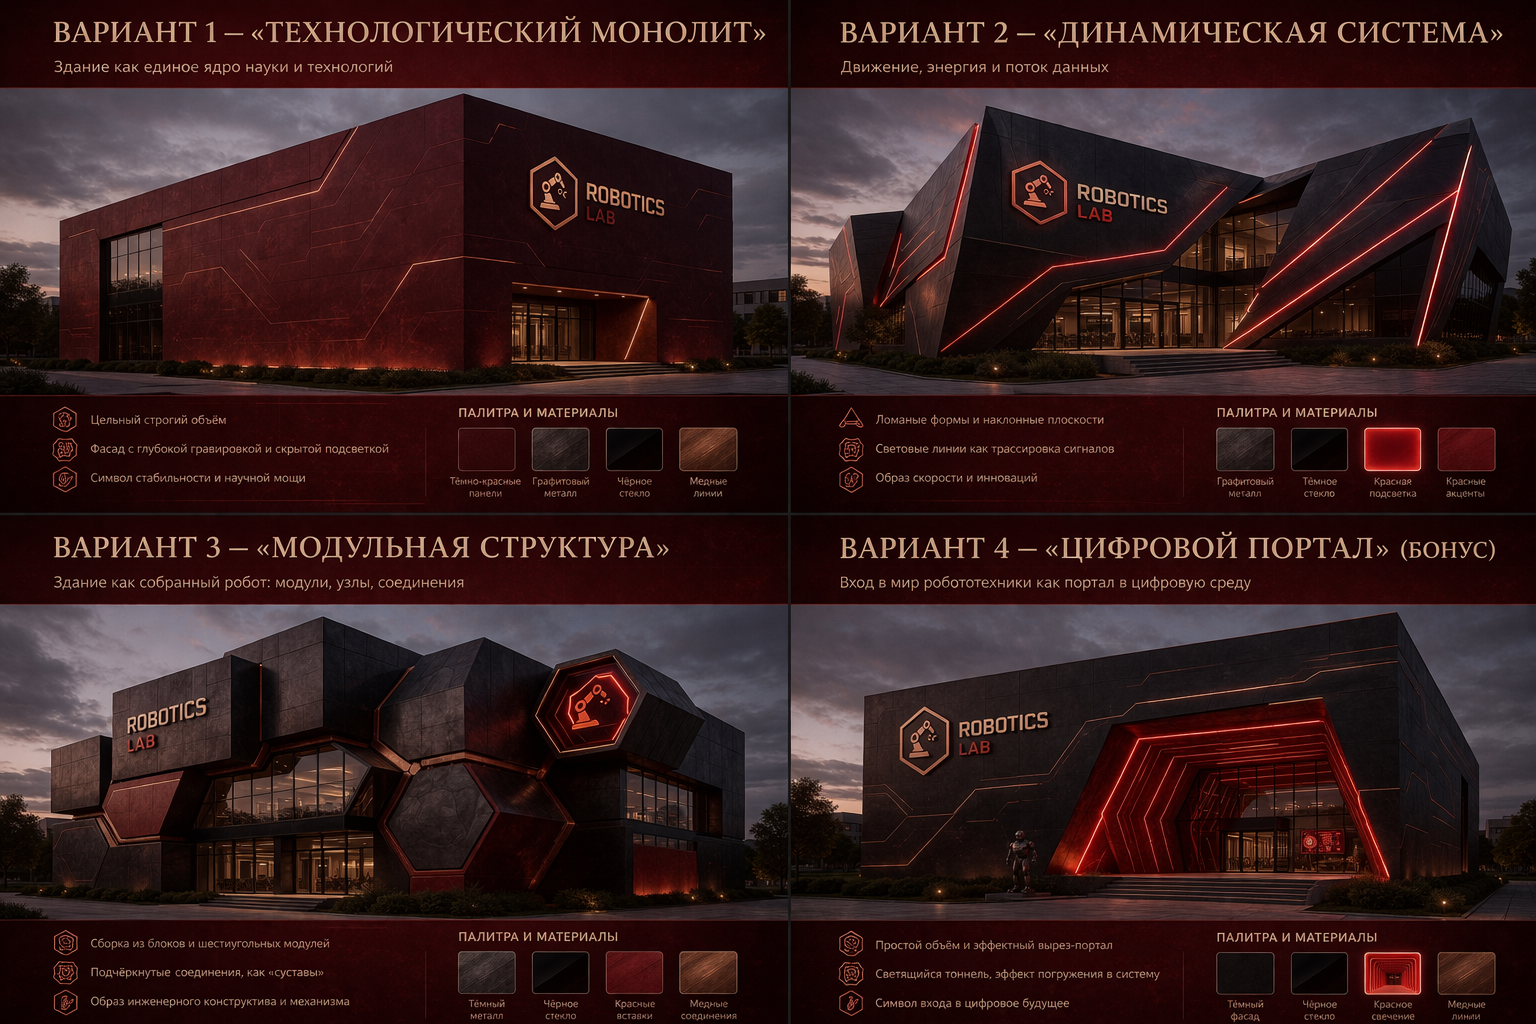 ВАРИАНТ 1 – «ТЕХНОЛОГИЧЕСКИЙ МОНОЛИТ»
Здание как единое ядро науки и технологий
ROBOTICS
LAB
Цельный строгий объём
Фасад с глубокой гравировкой и скрытой подсветкой
Символ стабильности и научной мощи
ПАЛИТРА И МАТЕРИАЛЫ
Тёмно-красные
панели
Графитовый
металл
Чёрное
стекло
Медные
линии
ВАРИАНТ 2 – «ДИНАМИЧЕСКАЯ СИСТЕМА»
Движение, энергия и поток данных
ROBOTICS
LAB
Ломаные формы и наклонные плоскости
Световые линии как трассировка сигналов
Образ скорости и инноваций
ПАЛИТРА И МАТЕРИАЛЫ
Графитовый
металл
Тёмное
стекло
Красная
подсветка
Красные
акценты
ВАРИАНТ 3 – «МОДУЛЬНАЯ СТРУКТУРА»
Здание как собранный робот: модули, узлы, соединения
ROBOTICS
LAB
Сборка из блоков и шестиугольных модулей
Подчёркнутые соединения, как «суставы»
Образ инженерного конструктива и механизма
ПАЛИТРА И МАТЕРИАЛЫ
Тёмный
металл
Чёрное
стекло
Красные
вставки
Медные
соединения
ВАРИАНТ 4 – «ЦИФРОВОЙ ПОРТАЛ» (БОНУС)
Вход в мир робототехники как портал в цифровую среду
ROBOTICS
LAB
Простой объём и эффектный вырез-портал
Светящийся тоннель, эффект погружения в систему
Символ входа в цифровое будущее
ПАЛИТРА И МАТЕРИАЛЫ
Тёмный
фасад
Чёрное
стекло
Красное
свечение
Медные
линии